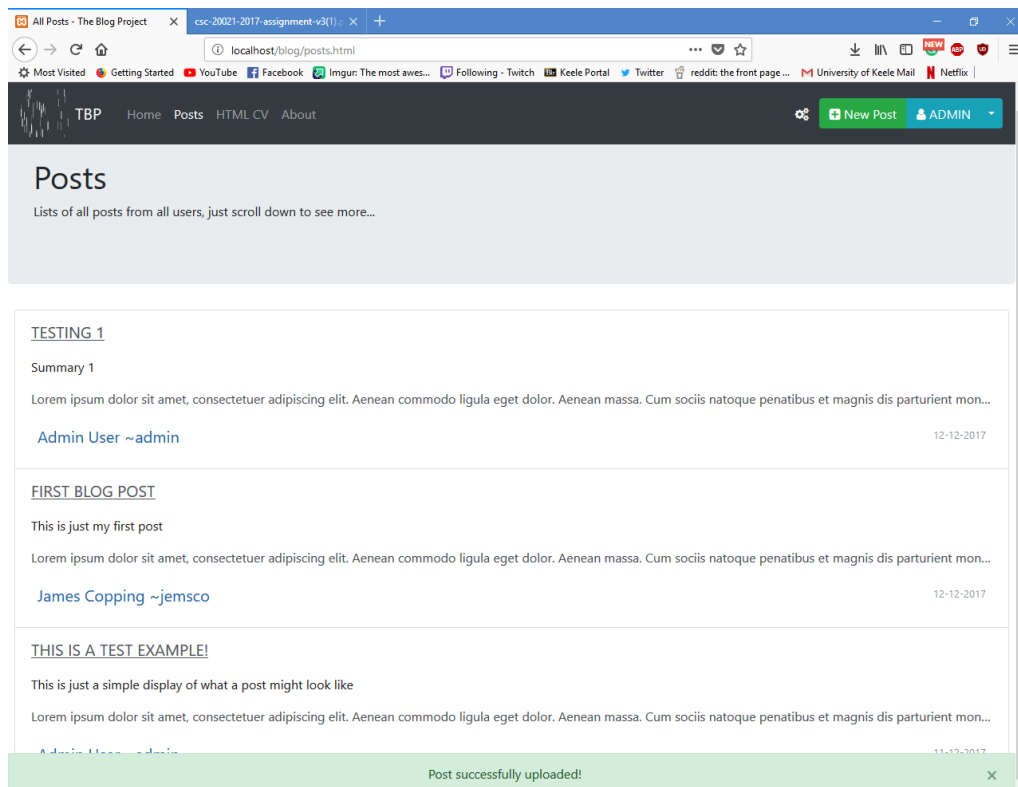 All Posts - The Blog Project
csc-20021-2017-assignment-v3(1).p
localhost/blog/posts.html
NEW ABP
Most Visited Getting Started YouTube Facebook Imgur: The most awes... Following - Twitch Keele Portal Twitter reddit: the front page ... University of Keele Mail Netflix
TBP Home Posts HTML CV About New Post ADMIN
Posts
Lists of all posts from all users, just scroll down to see more...
TESTING 1
Summary 1
Lorem ipsum dolor sit amet, consectetuer adipiscing elit. Aenean commodo ligula eget dolor. Aenean massa. Cum sociis natoque penatibus et magnis dis parturient mon...
Admin User ~admin 12-12-2017
FIRST BLOG POST
This is just my first post
Lorem ipsum dolor sit amet, consectetuer adipiscing elit. Aenean commodo ligula eget dolor. Aenean massa. Cum sociis natoque penatibus et magnis dis parturient mon...
James Copping ~jemsco 12-12-2017
THIS IS A TEST EXAMPLE!
This is just a simple display of what a post might look like
Lorem ipsum dolor sit amet, consectetuer adipiscing elit. Aenean commodo ligula eget dolor. Aenean massa. Cum sociis natoque penatibus et magnis dis parturient mon...
Admin User ~admin 11-12-2017
Post successfully uploaded!